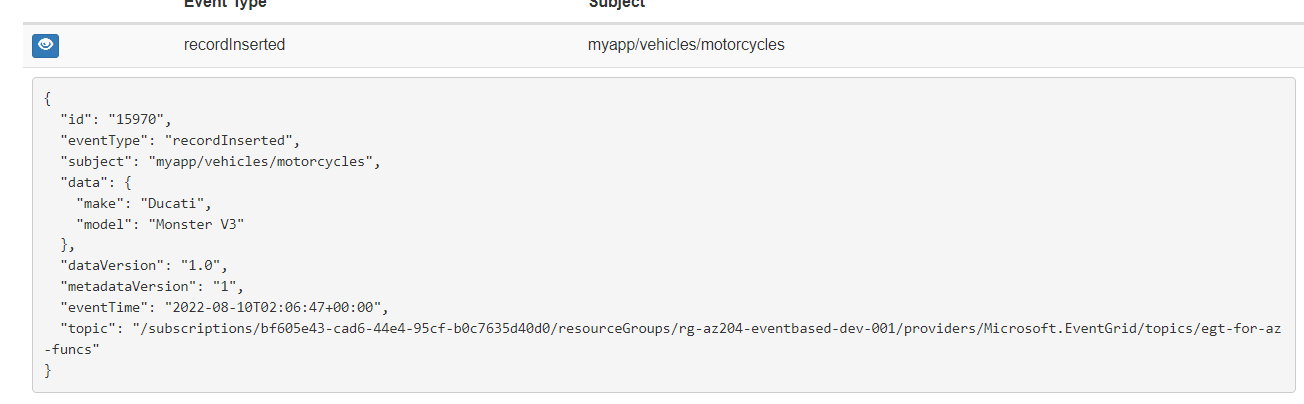 Event Type Subject
recordInserted myapp/vehicles/motorcycles
{
"id": "15970",
"eventType": "recordInserted",
"subject": "myapp/vehicles/motorcycles",
"data": {
"make": "Ducati",
"model": "Monster V3"
},
"dataVersion": "1.0",
"metadataVersion": "1",
"eventTime": "2022-08-10T02:06:47+00:00",
"topic": "/subscriptions/bf605e43-cad6-44e4-95cf-b0c7635d40d0/resourceGroups/rg-az204-eventbased-dev-001/providers/Microsoft.EventGrid/topics/egt-for-az
-funcs"
}